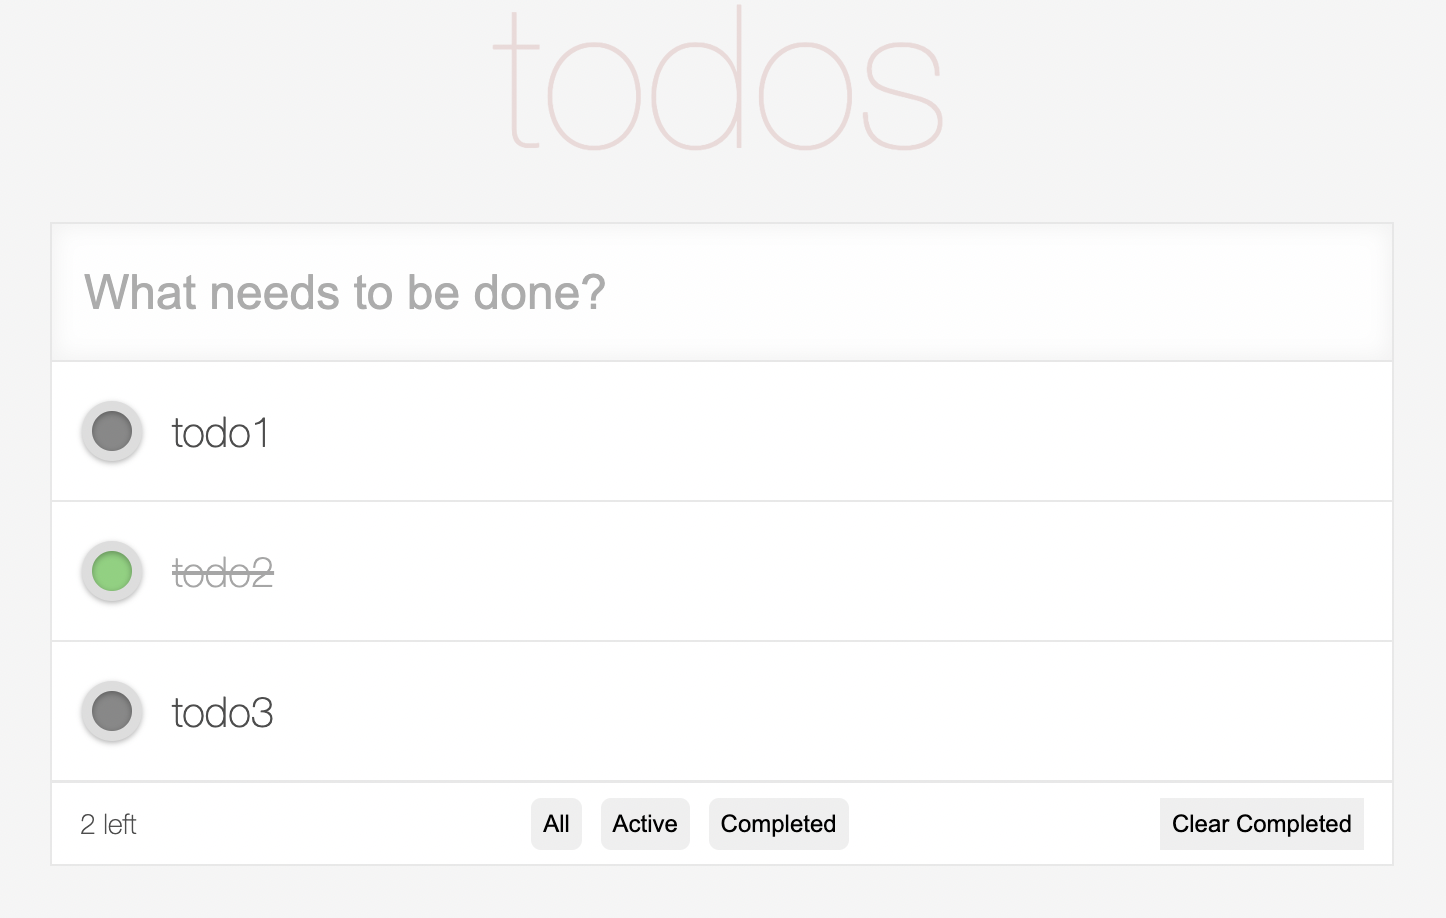 todos
What needs to be done?
todo1
todo2
todo3
2 left All Active Completed Clear Completed